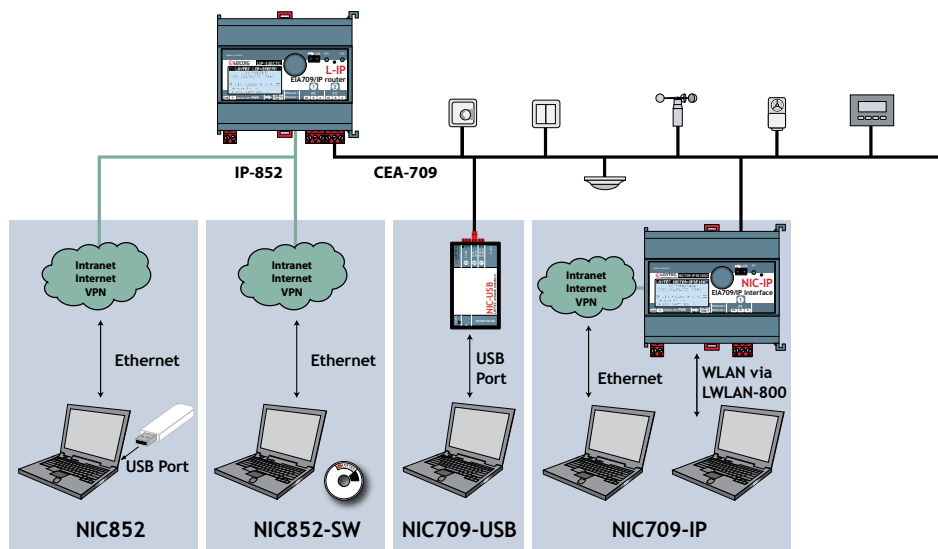 L-IP
EIA709/IP router
IP-852
CEA-709
Intranet
Internet
VPN
Ethernet
USB Port
NIC852
Intranet
Internet
VPN
Ethernet
NIC852-SW
NIC-USB
USB
Port
NIC709-USB
Intranet
Internet
VPN
Ethernet
NIC-IP
EIA709/IP interface
WLAN via
LWLAN-800
NIC709-IP